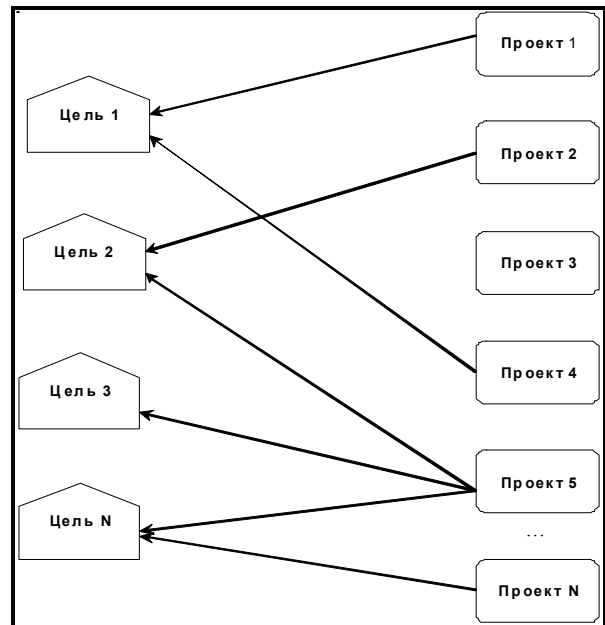 Проект 1
Цель 1
Проект 2
Цель 2
Проект 3
Проект 4
Цель 3
Проект 5
Цель N
...
Проект N